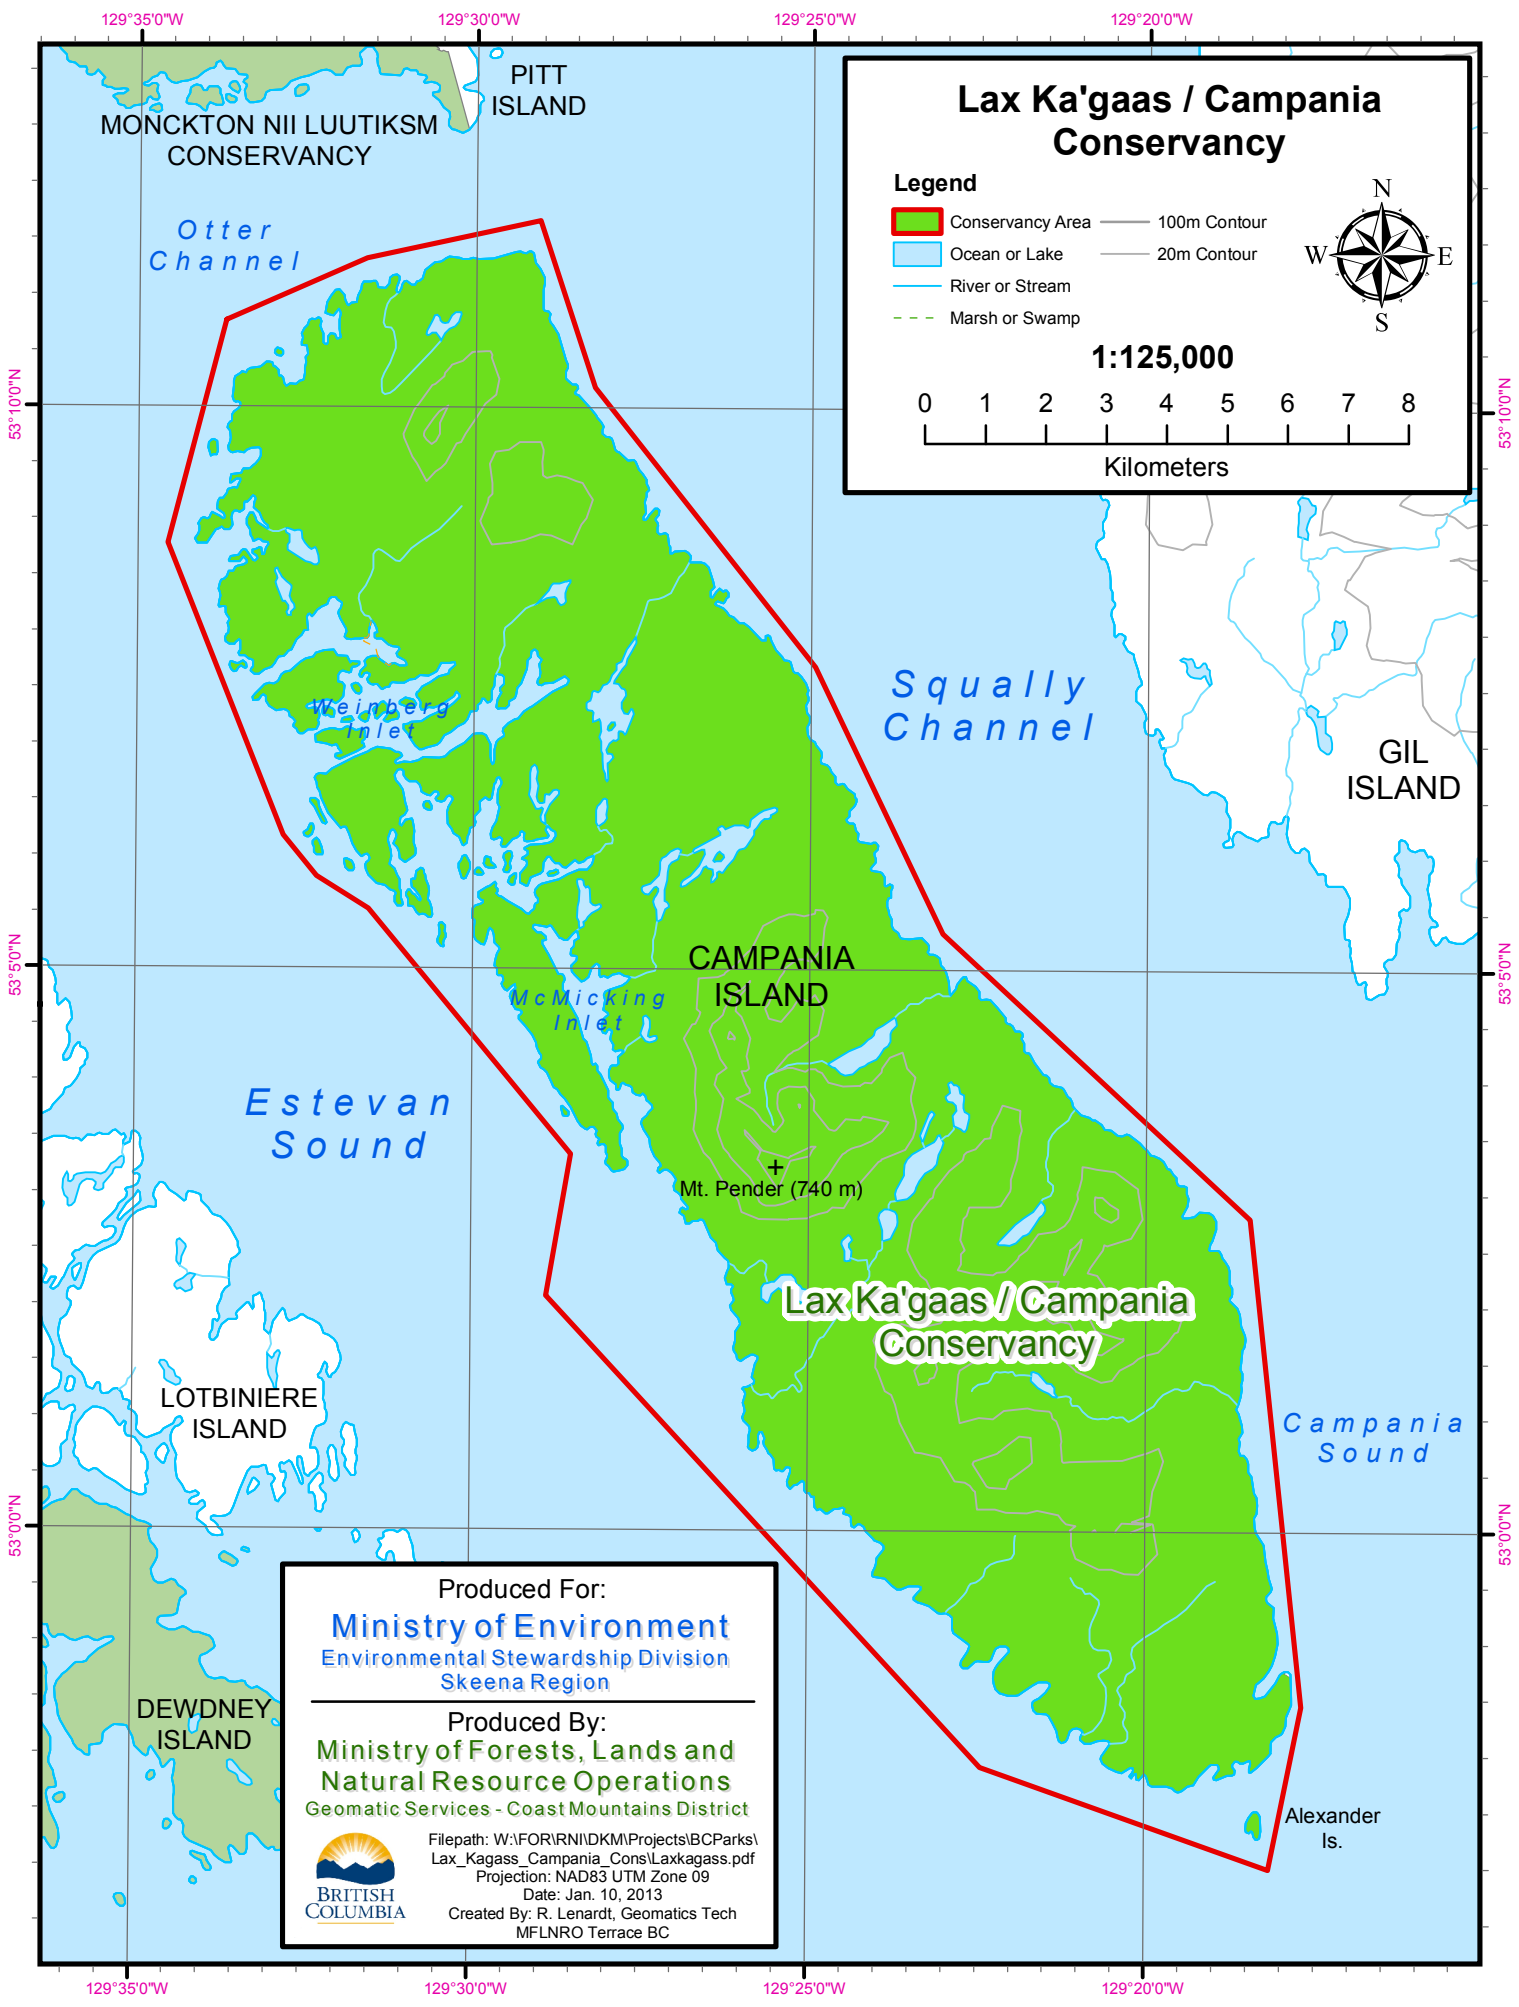 129°35'0"W
129°30'0"W
129°25'0"W
129°20'0"W
PITT
ISLAND
MONCKTON NII LUUTIKSM
CONSERVANCY
Lax Ka'gaas / Campania
Conservancy
Legend
Conservancy Area
100m Contour
Ocean or Lake
20m Contour
River or Stream
Marsh or Swamp
N
W
E
S
1:125,000
0 1 2 3 4 5 6 7 8
Kilometers
Otter
Channel
53°10'0"N
53°10'0"N
Squally
Channel
Weinberg
Inlet
GIL
ISLAND
CAMPANIA
ISLAND
53°5'0"N
53°5'0"N
McMicking
Inlet
Estevan
Sound
Mt. Pender (740 m)
Lax Ka'gaas / Campania
Conservancy
LOTBINIERE
ISLAND
Campania
Sound
53°0'0"N
53°0'0"N
DEWDNEY
ISLAND
Produced For:
Ministry of Environment
Environmental Stewardship Division
Skeena Region
Produced By:
Ministry of Forests, Lands and
Natural Resource Operations
Geomatic Services - Coast Mountains District
BRITISH
COLUMBIA
Filepath: W:\FOR\RNI\DKM\Projects\BCParks\
Lax_Kagass_Campania_Cons\Laxkagass.pdf
Projection: NAD83 UTM Zone 09
Date: Jan. 10, 2013
Created By: R. Lenardt, Geomatics Tech
MFLNRO Terrace BC
Alexander
Is.
129°35'0"W
129°30'0"W
129°25'0"W
129°20'0"W